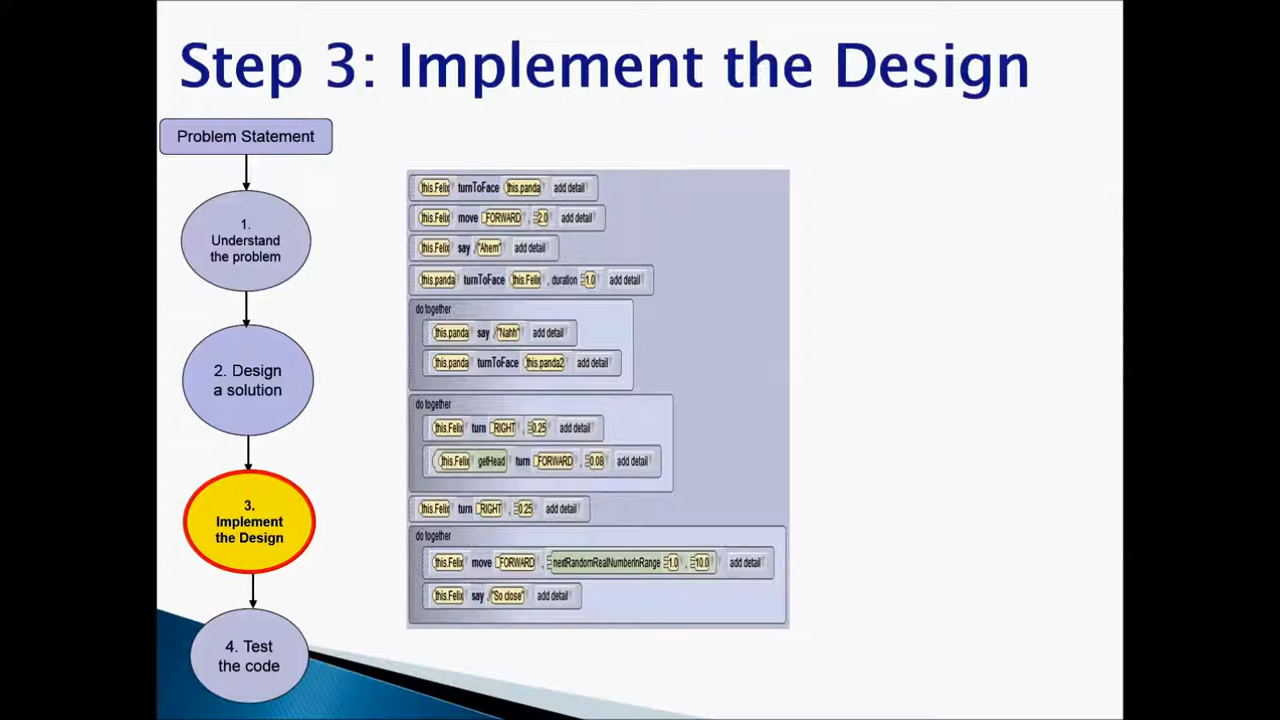 Step 3: Implement the Design
Problem Statement
1.
Understand
the problem
2. Design
a solution
3.
Implement
the Design
4. Test
the code
this.Felix turnToFace this.panda add detail
this.Felix move FORWARD , 2.0 add detail
this.Felix say "Ahem" add detail
this.panda turnToFace this.Felix , duration 1.0 add detail
do together
this.panda say "Nahh" add detail
this.panda turnToFace this.panda2 add detail
do together
this.Felix turn RIGHT , 0.25 add detail
this.Felix getHead turn FORWARD , 0.08 add detail
this.Felix turn RIGHT , 0.25 add detail
do together
this.Felix move FORWARD , nextRandomRealNumberInRange 1.0 , 10.0 add detail
this.Felix say "So close" add detail